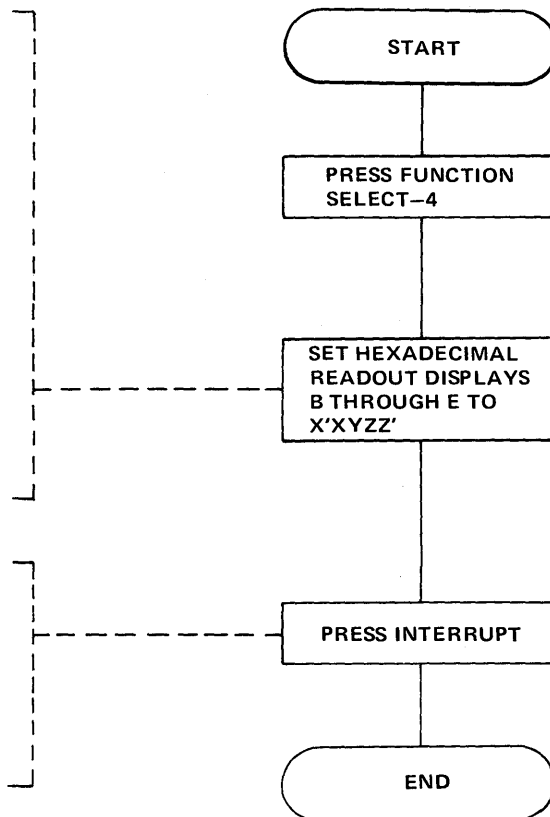 START
PRESS FUNCTION
SELECT–4
SET HEXADECIMAL
READOUT DISPLAYS
B THROUGH E TO
X'XYZZ'
PRESS INTERRUPT
END